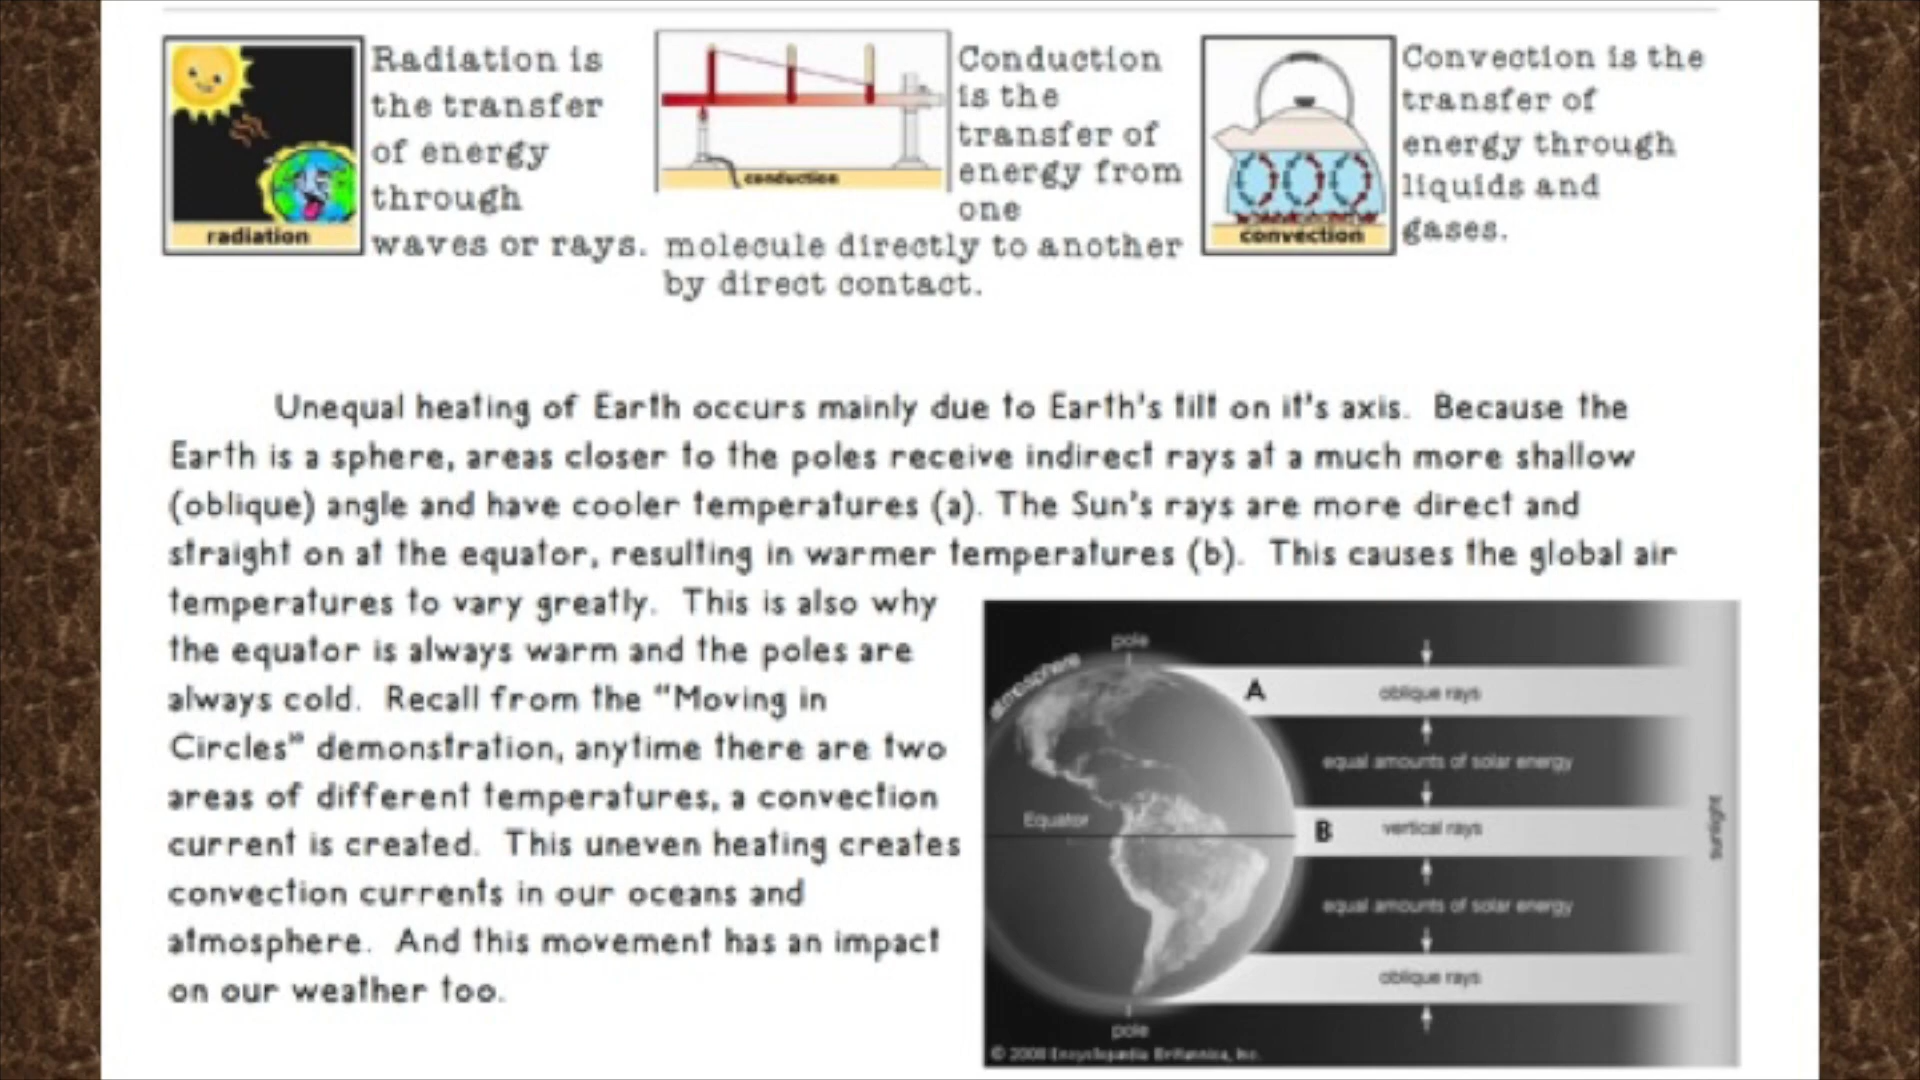 Radiation is
the transfer
of energy
through
waves or rays.
radiation
Conduction
is the
transfer of
energy from
one
molecule directly to another
by direct contact.
conduction
Convection is the
transfer of
energy through
liquids and
gases.
convection
Unequal heating of Earth occurs mainly due to Earth's tilt on it's axis. Because the
Earth is a sphere, areas closer to the poles receive indirect rays at a much more shallow
(oblique) angle and have cooler temperatures (a). The Sun's rays are more direct and
straight on at the equator, resulting in warmer temperatures (b). This causes the global air
temperatures to vary greatly. This is also why
the equator is always warm and the poles are
always cold. Recall from the "Moving in
Circles" demonstration, anytime there are two
areas of different temperatures, a convection
current is created. This uneven heating creates
convection currents in our oceans and
atmosphere. And this movement has an impact
on our weather too.
pole
atmosphere
A
oblique rays
equal amounts of solar energy
Equator
B
vertical rays
sunlight
equal amounts of solar energy
oblique rays
pole
© 2008 Encyclopædia Britannica, Inc.